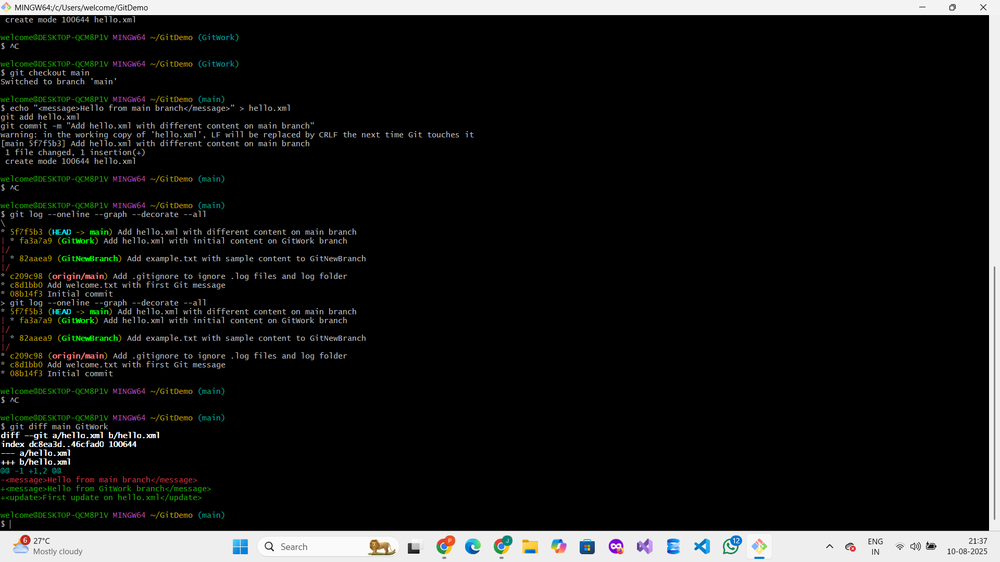 MINGW64:/c/Users/welcome/GitDemo
 create mode 100644 hello.xml
welcome@DESKTOP-QCM8P1V MINGW64 ~/GitDemo (GitWork)
$ ^C
welcome@DESKTOP-QCM8P1V MINGW64 ~/GitDemo (GitWork)
$ git checkout main
Switched to branch 'main'
welcome@DESKTOP-QCM8P1V MINGW64 ~/GitDemo (main)
$ echo "<message>Hello from main branch</message>" > hello.xml
git add hello.xml
git commit -m "Add hello.xml with different content on main branch"
warning: in the working copy of 'hello.xml', LF will be replaced by CRLF the next time Git touches it
[main 5f7f5b3] Add hello.xml with different content on main branch
 1 file changed, 1 insertion(+)
 create mode 100644 hello.xml
welcome@DESKTOP-QCM8P1V MINGW64 ~/GitDemo (main)
$ ^C
welcome@DESKTOP-QCM8P1V MINGW64 ~/GitDemo (main)
$ git log --oneline --graph --decorate --all
\
* 5f7f5b3 (HEAD -> main) Add hello.xml with different content on main branch
| * fa3a7a9 (GitWork) Add hello.xml with initial content on GitWork branch
|/
| * 82aaea9 (GitNewBranch) Add example.txt with sample content to GitNewBranch
|/
* c209c98 (origin/main) Add .gitignore to ignore .log files and log folder
* c8d1bb0 Add welcome.txt with first Git message
* 08b14f3 Initial commit
> git log --oneline --graph --decorate --all
* 5f7f5b3 (HEAD -> main) Add hello.xml with different content on main branch
| * fa3a7a9 (GitWork) Add hello.xml with initial content on GitWork branch
|/
| * 82aaea9 (GitNewBranch) Add example.txt with sample content to GitNewBranch
|/
* c209c98 (origin/main) Add .gitignore to ignore .log files and log folder
* c8d1bb0 Add welcome.txt with first Git message
* 08b14f3 Initial commit
welcome@DESKTOP-QCM8P1V MINGW64 ~/GitDemo (main)
$ ^C
welcome@DESKTOP-QCM8P1V MINGW64 ~/GitDemo (main)
$ git diff main GitWork
diff --git a/hello.xml b/hello.xml
index dc8ea3d..46cfad0 100644
--- a/hello.xml
+++ b/hello.xml
@@ -1 +1,2 @@
-<message>Hello from main branch</message>
+<message>Hello from GitWork branch</message>
+<update>First update on hello.xml</update>
welcome@DESKTOP-QCM8P1V MINGW64 ~/GitDemo (main)
$
6
27°C
Mostly cloudy
Search
P
J
12
ENG
IN
21:37
10-08-2025